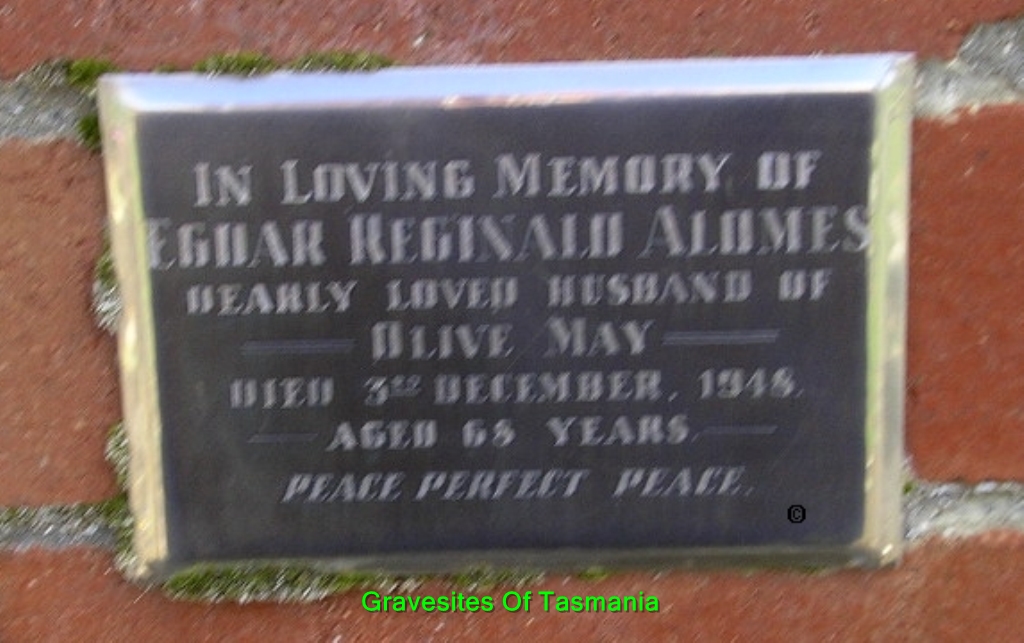 IN LOVING MEMORY OF
EGDAR REGINALD ALOMES
DEARLY LOVED HUSBAND OF
OLIVE MAY
DIED 3RD DECEMBER, 1948.
AGED 68 YEARS.
PEACE PERFECT PEACE.
©
Gravesites Of Tasmania